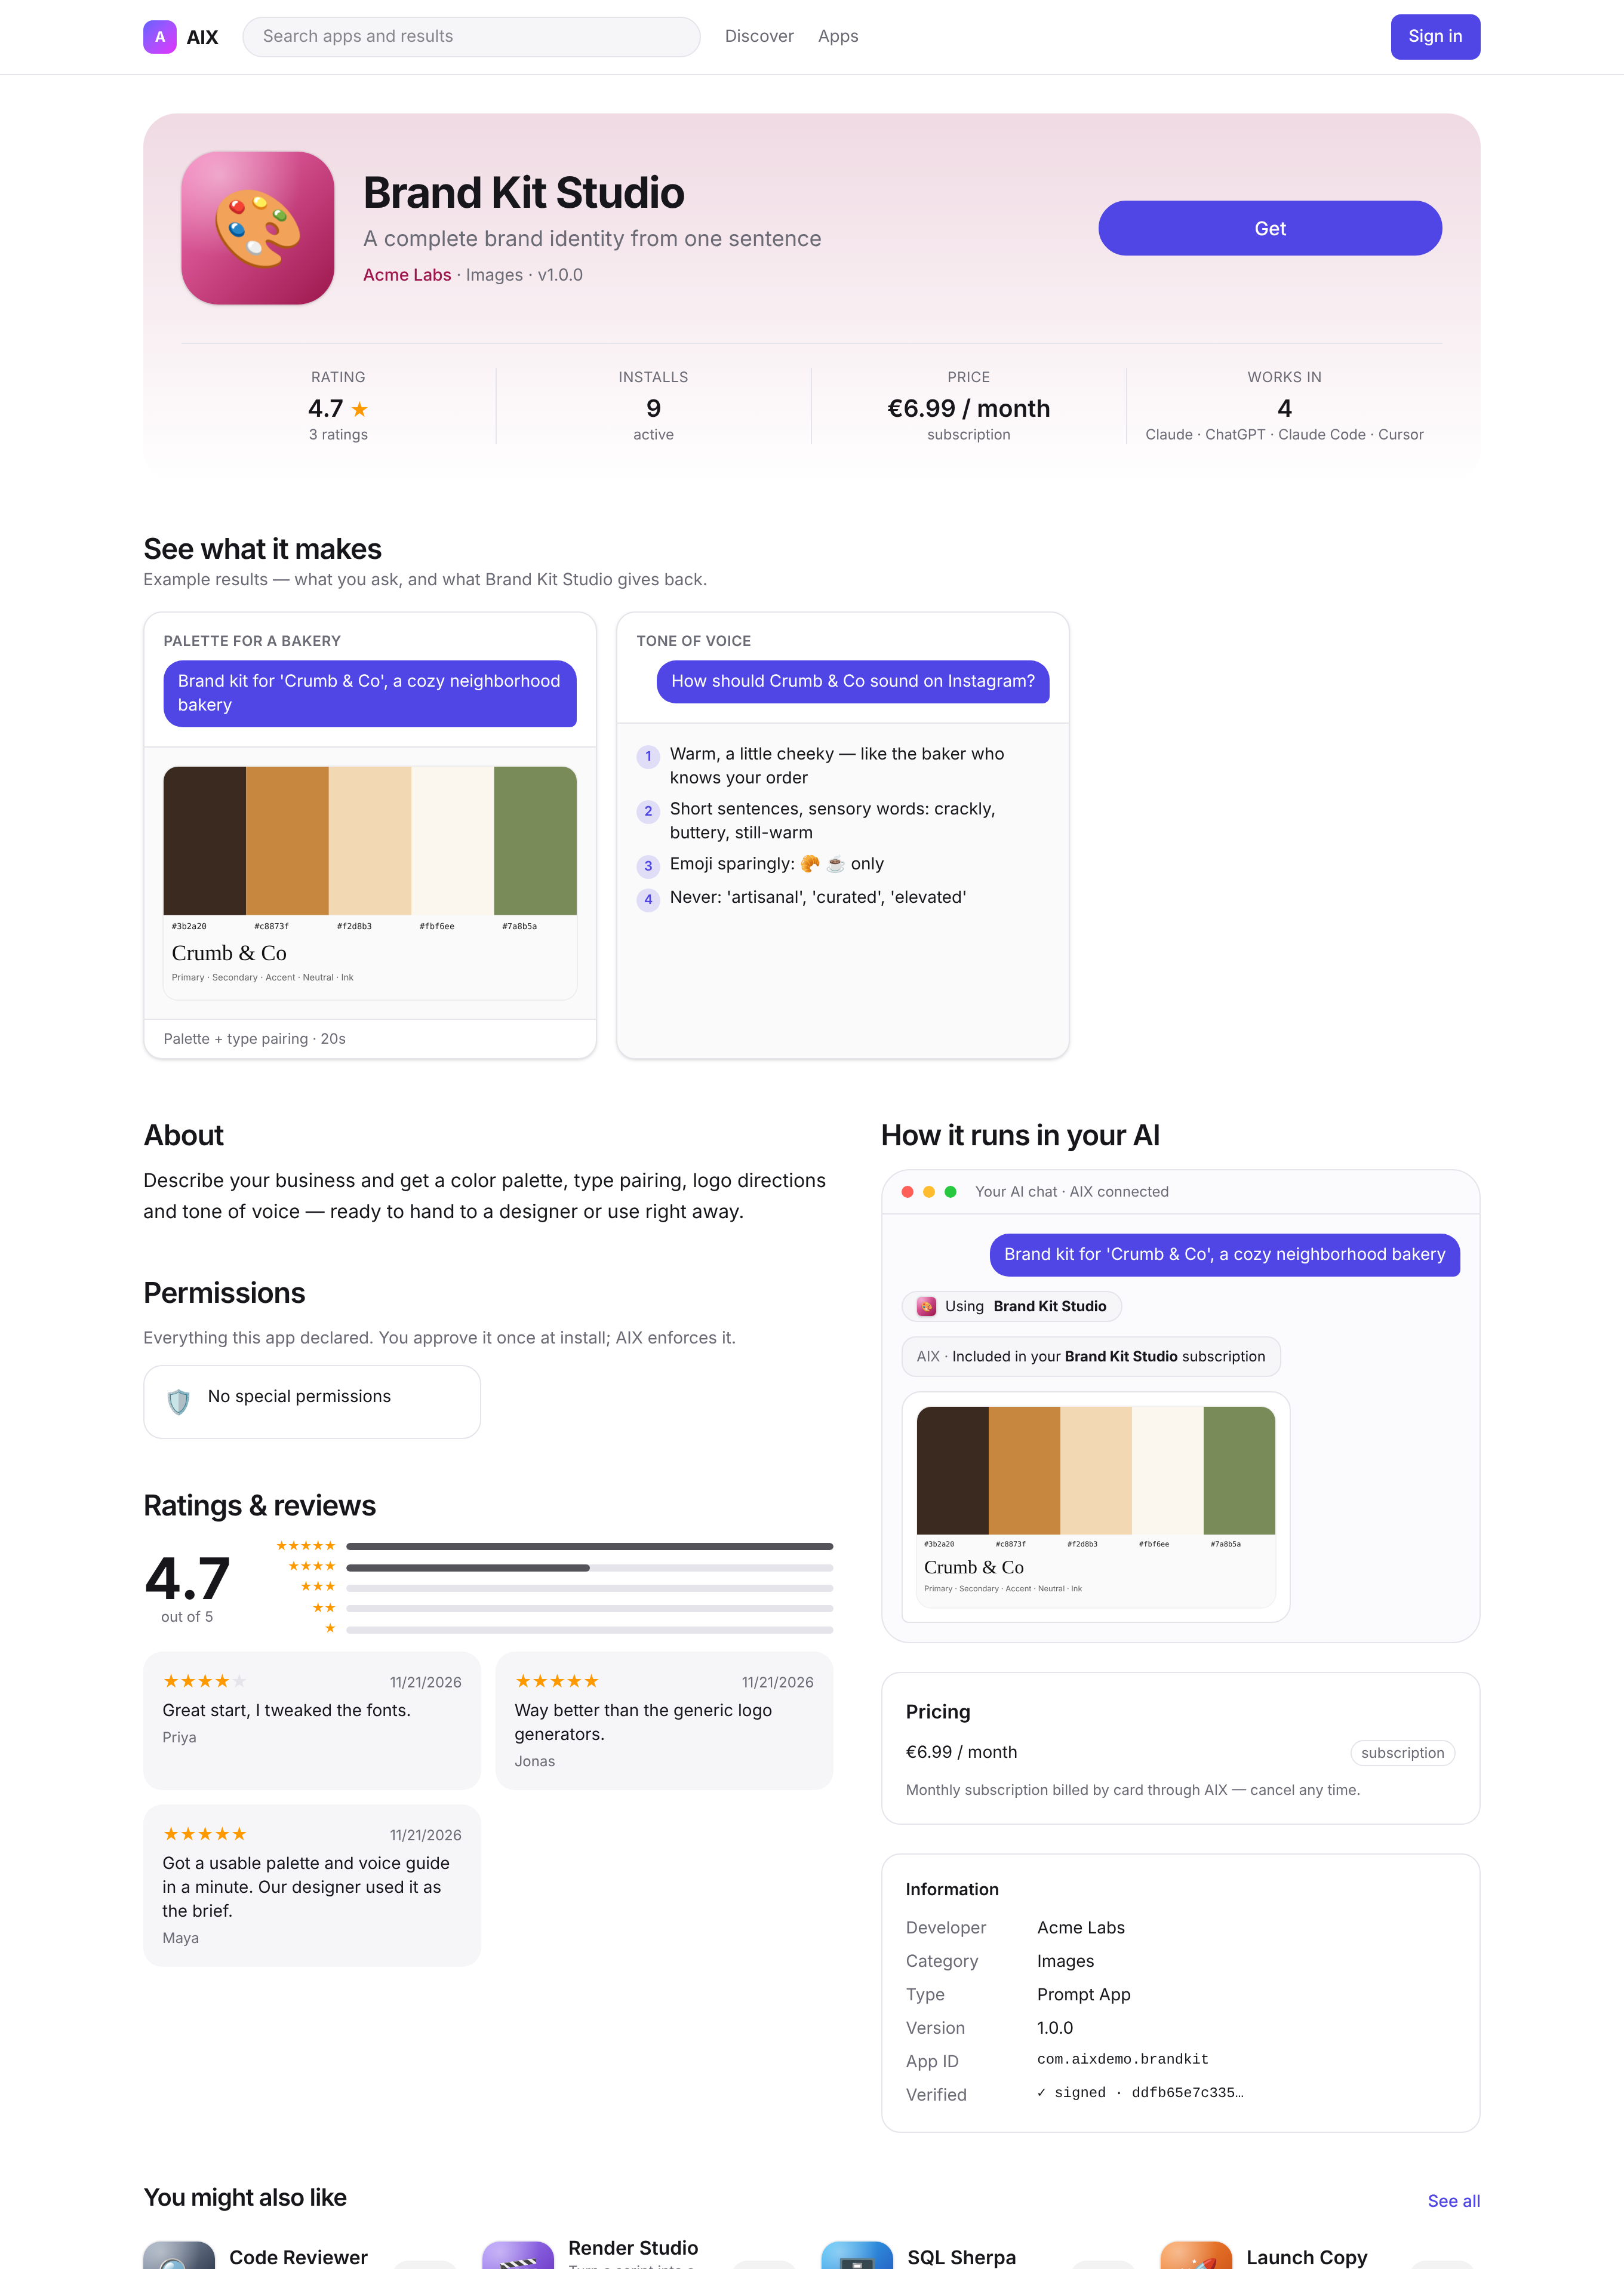 A AIX Search apps and results Discover Apps Sign in
Brand Kit Studio
A complete brand identity from one sentence
Acme Labs · Images · v1.0.0
Get
RATING
4.7 ★
3 ratings
INSTALLS
9
active
PRICE
€6.99 / month
subscription
WORKS IN
4
Claude · ChatGPT · Claude Code · Cursor
See what it makes
Example results — what you ask, and what Brand Kit Studio gives back.
PALETTE FOR A BAKERY
Brand kit for 'Crumb & Co', a cozy neighborhood
bakery
#3b2a20 #c8873f #f2d8b3 #fbf6ee #7a8b5a
Crumb & Co
Primary · Secondary · Accent · Neutral · Ink
Palette + type pairing · 20s
TONE OF VOICE
How should Crumb & Co sound on Instagram?
1 Warm, a little cheeky — like the baker who
knows your order
2 Short sentences, sensory words: crackly,
buttery, still-warm
3 Emoji sparingly: 🥐 ☕ only
4 Never: 'artisanal', 'curated', 'elevated'
About
Describe your business and get a color palette, type pairing, logo directions
and tone of voice — ready to hand to a designer or use right away.
Permissions
Everything this app declared. You approve it once at install; AIX enforces it.
No special permissions
Ratings & reviews
4.7
out of 5
★★★★★
★★★★
★★★
★★
★
★★★★★ 11/21/2026
Great start, I tweaked the fonts.
Priya
★★★★★ 11/21/2026
Way better than the generic logo
generators.
Jonas
★★★★★ 11/21/2026
Got a usable palette and voice guide
in a minute. Our designer used it as
the brief.
Maya
How it runs in your AI
Your AI chat · AIX connected
Brand kit for 'Crumb & Co', a cozy neighborhood bakery
Using Brand Kit Studio
AIX · Included in your Brand Kit Studio subscription
#3b2a20 #c8873f #f2d8b3 #fbf6ee #7a8b5a
Crumb & Co
Primary · Secondary · Accent · Neutral · Ink
Pricing
€6.99 / month subscription
Monthly subscription billed by card through AIX — cancel any time.
Information
Developer Acme Labs
Category Images
Type Prompt App
Version 1.0.0
App ID com.aixdemo.brandkit
Verified ✓ signed · ddfb65e7c335…
You might also like
See all
Code Reviewer
Render Studio
SQL Sherpa
Launch Copy